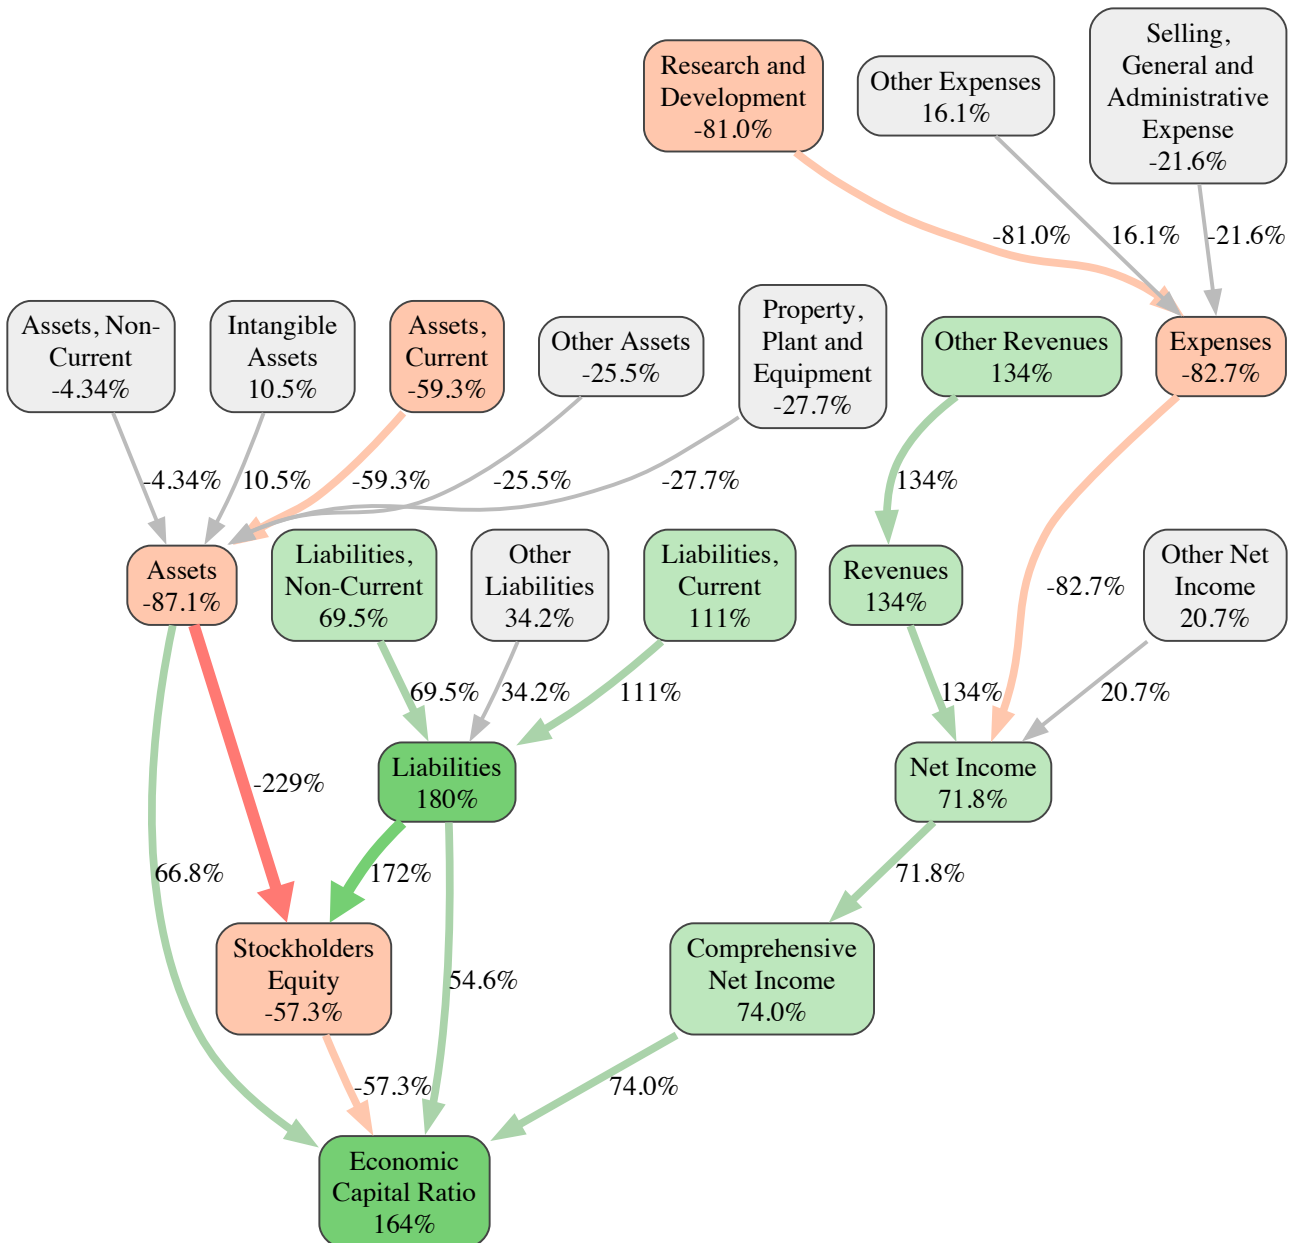 Selling,
General and
Administrative
Expense
-21.6%
Research and
Development
-81.0%
Other Expenses
16.1%
-81.0%
16.1%
-21.6%
Assets, Non-
Current
-4.34%
Intangible
Assets
10.5%
Assets,
Current
-59.3%
Other Assets
-25.5%
Property,
Plant and
Equipment
-27.7%
Other Revenues
134%
Expenses
-82.7%
-4.34%
10.5%
-59.3%
-25.5%
-27.7%
134%
-82.7%
Assets
-87.1%
Liabilities,
Non-Current
69.5%
Other
Liabilities
34.2%
Liabilities,
Current
111%
Revenues
134%
Other Net
Income
20.7%
69.5%
34.2%
111%
134%
20.7%
-229%
Liabilities
180%
Net Income
71.8%
66.8%
172%
71.8%
Stockholders
Equity
-57.3%
54.6%
Comprehensive
Net Income
74.0%
-57.3%
74.0%
Economic
Capital Ratio
164%